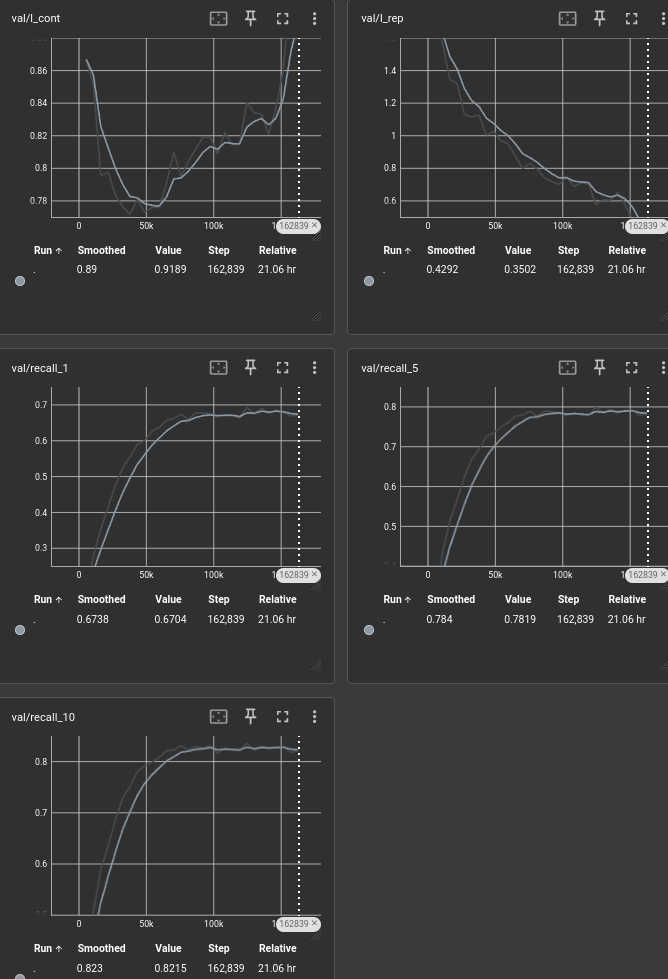 val/l_cont
val/l_rep
0.86
0.84
0.82
0.8
0.78
0
50k
100k
162839 ×
1.4
1.2
1
0.8
0.6
0
50k
100k
162839 ×
Run ↑ Smoothed Value Step Relative
. 0.89 0.9189 162,839 21.06 hr
Run ↑ Smoothed Value Step Relative
. 0.4292 0.3502 162,839 21.06 hr
val/recall_1
val/recall_5
0.7
0.6
0.5
0.4
0.3
0
50k
100k
162839 ×
0.8
0.7
0.6
0.5
0
50k
100k
162839 ×
Run ↑ Smoothed Value Step Relative
. 0.6738 0.6704 162,839 21.06 hr
Run ↑ Smoothed Value Step Relative
. 0.784 0.7819 162,839 21.06 hr
val/recall_10
0.8
0.7
0.6
0
50k
100k
162839 ×
Run ↑ Smoothed Value Step Relative
. 0.823 0.8215 162,839 21.06 hr